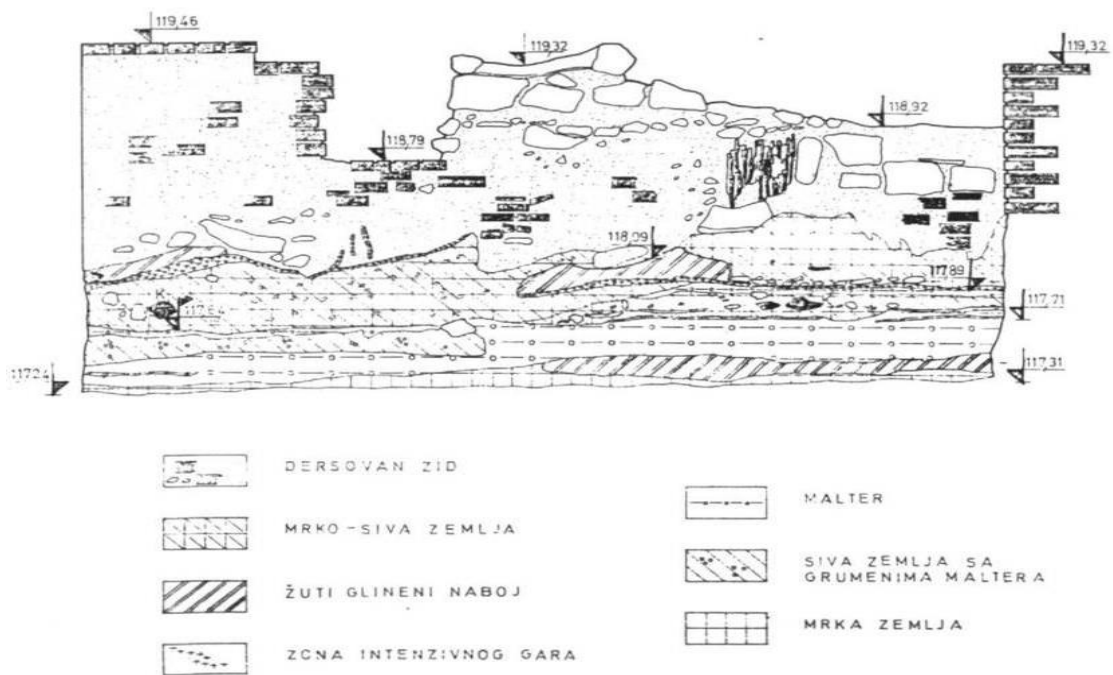 119,46
119,32
119,32
118,92
118,79
118,09
117,89
117,64
117,71
117,24
117,31
DERSOVAN ZID
MRKO-SIVA ZEMLJA
ŽUTI GLINENI NABOJ
ZONA INTENZIVNOG GARA
MALTER
SIVA ZEMLJA SA
GRUMENIMA MALTERA
MRKA ZEMLJA